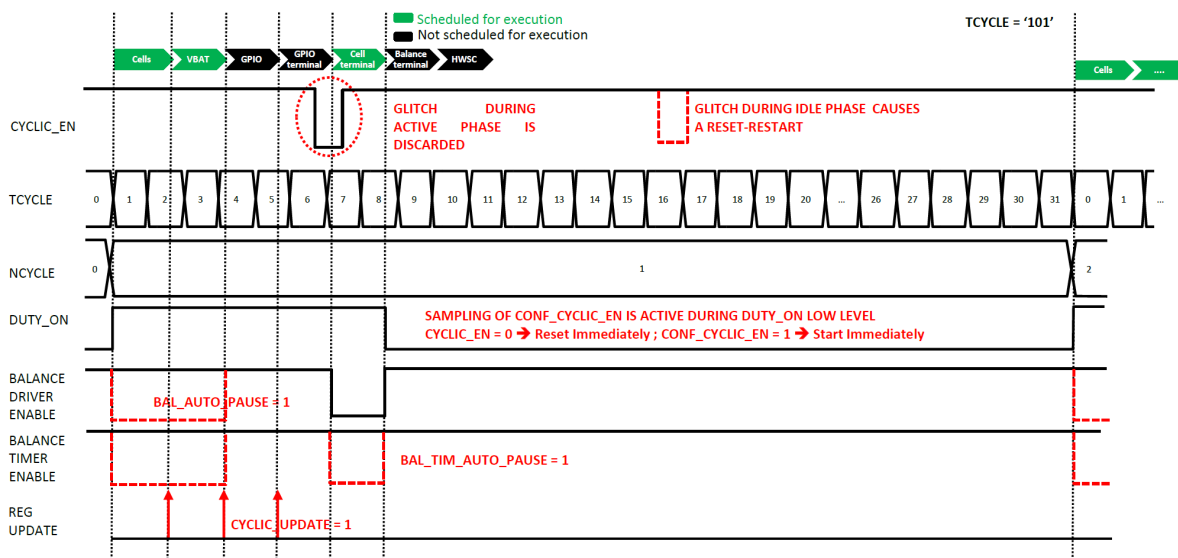 Scheduled for execution
Not scheduled for execution
TCYCLE = ‘101’
Cells
VBAT
GPIO
GPIO
terminal
Cell
terminal
Balance
terminal
HWSC
Cells
....
CYCLIC_EN
GLITCH DURING
ACTIVE PHASE IS
DISCARDED
GLITCH DURING IDLE PHASE CAUSES
A RESET-RESTART
TCYCLE
0 1 2 3 4 5 6 7 8 9 10 11 12 13 14 15 16 17 18 19 20 ... 26 27 28 29 30 31 0 1 ...
NCYCLE
0 1 2
DUTY_ON
SAMPLING OF CONF_CYCLIC_EN IS ACTIVE DURING DUTY_ON LOW LEVEL
CYCLIC_EN = 0 ➔ Reset Immediately ; CONF_CYCLIC_EN = 1 ➔ Start Immediately
BALANCE
DRIVER
ENABLE
BAL_AUTO_PAUSE = 1
BALANCE
TIMER
ENABLE
BAL_TIM_AUTO_PAUSE = 1
REG
UPDATE
CYCLIC_UPDATE = 1